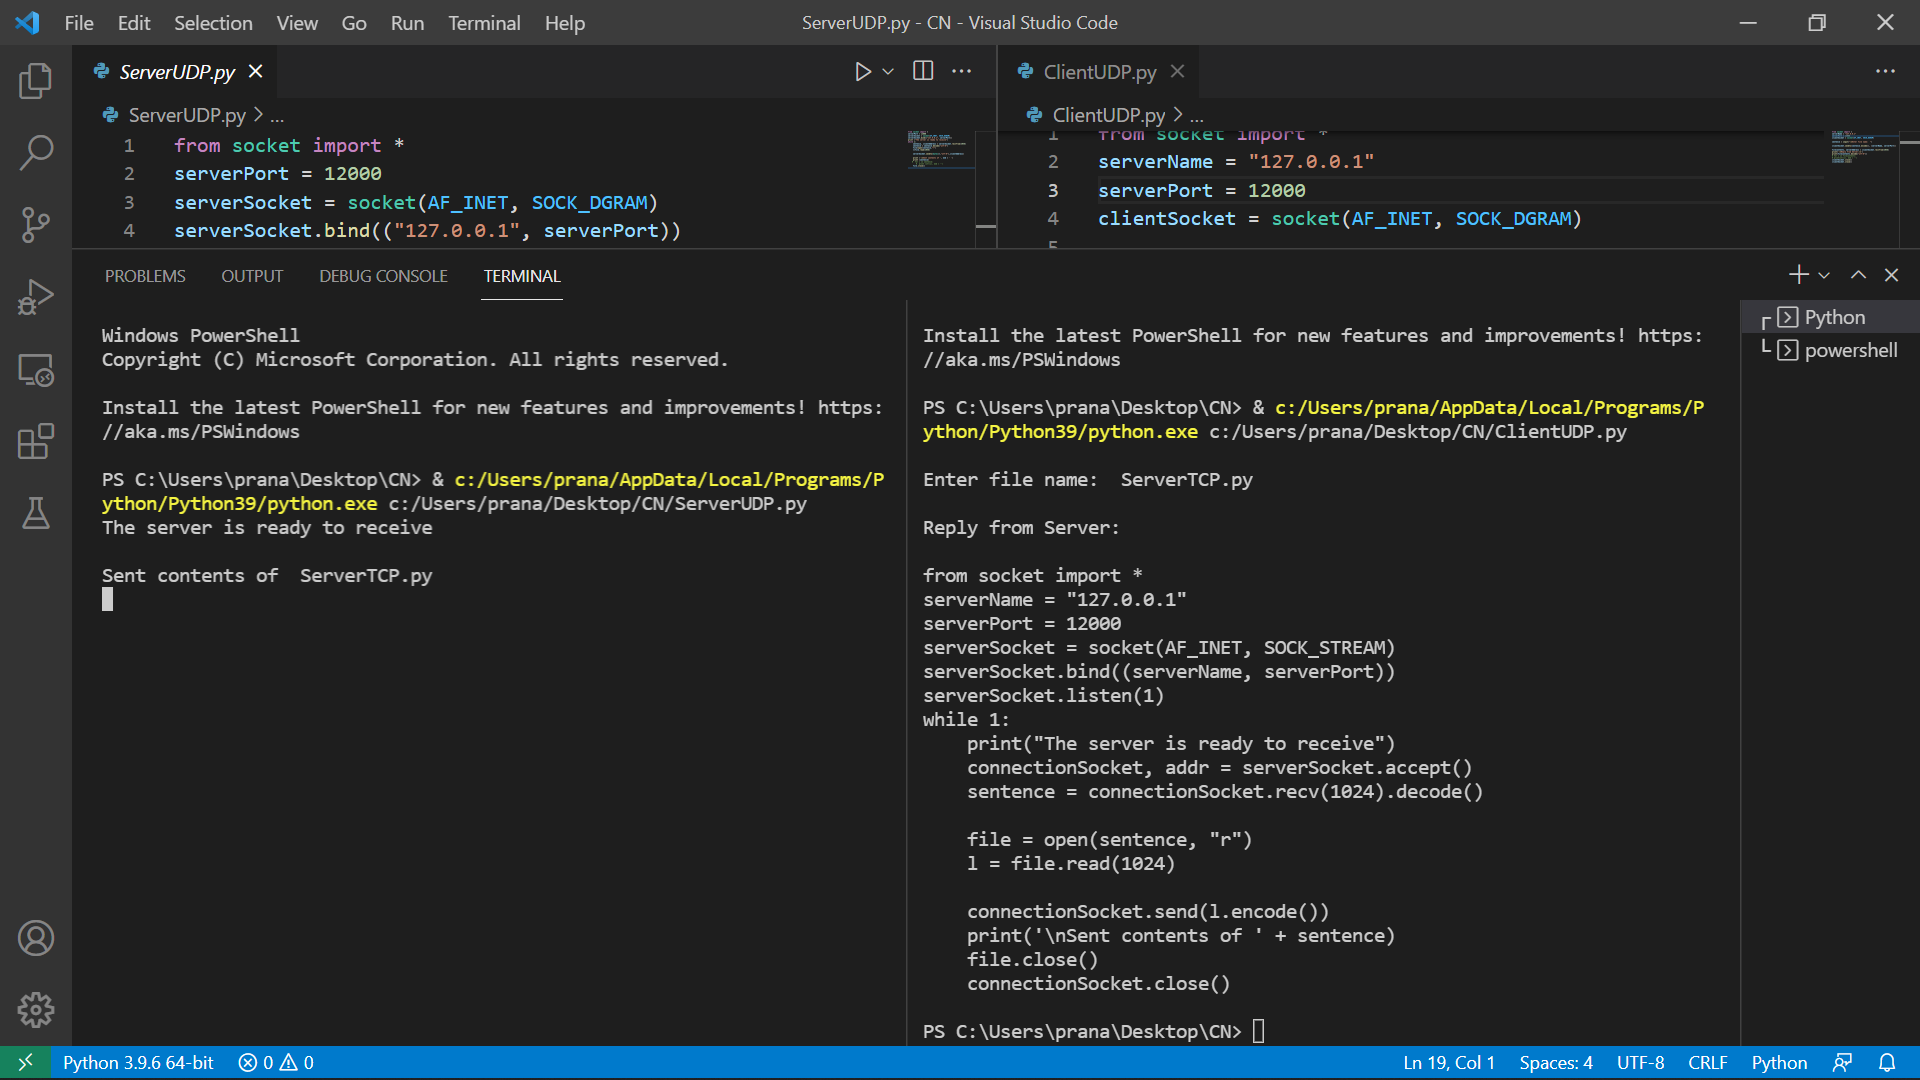 File Edit Selection View Go Run Terminal Help
ServerUDP.py - CN - Visual Studio Code
ServerUDP.py
ServerUDP.py > ...
1 from socket import *
2 serverPort = 12000
3 serverSocket = socket(AF_INET, SOCK_DGRAM)
4 serverSocket.bind(("127.0.0.1", serverPort))
ClientUDP.py
ClientUDP.py > ...
1 from socket import *
2 serverName = "127.0.0.1"
3 serverPort = 12000
4 clientSocket = socket(AF_INET, SOCK_DGRAM)
5
PROBLEMS OUTPUT DEBUG CONSOLE TERMINAL
Windows PowerShell
Copyright (C) Microsoft Corporation. All rights reserved.
Install the latest PowerShell for new features and improvements! https:
//aka.ms/PSWindows
PS C:\Users\prana\Desktop\CN> & c:/Users/prana/AppData/Local/Programs/P
ython/Python39/python.exe c:/Users/prana/Desktop/CN/ServerUDP.py
The server is ready to receive
Sent contents of  ServerTCP.py
Install the latest PowerShell for new features and improvements! https:
//aka.ms/PSWindows
PS C:\Users\prana\Desktop\CN> & c:/Users/prana/AppData/Local/Programs/P
ython/Python39/python.exe c:/Users/prana/Desktop/CN/ClientUDP.py
Enter file name:  ServerTCP.py
Reply from Server:
from socket import *
serverName = "127.0.0.1"
serverPort = 12000
serverSocket = socket(AF_INET, SOCK_STREAM)
serverSocket.bind((serverName, serverPort))
serverSocket.listen(1)
while 1:
    print("The server is ready to receive")
    connectionSocket, addr = serverSocket.accept()
    sentence = connectionSocket.recv(1024).decode()
    file = open(sentence, "r")
    l = file.read(1024)
    connectionSocket.send(l.encode())
    print('\nSent contents of ' + sentence)
    file.close()
    connectionSocket.close()
PS C:\Users\prana\Desktop\CN>
Python
powershell
Python 3.9.6 64-bit 0 0
Ln 19, Col 1 Spaces: 4 UTF-8 CRLF Python